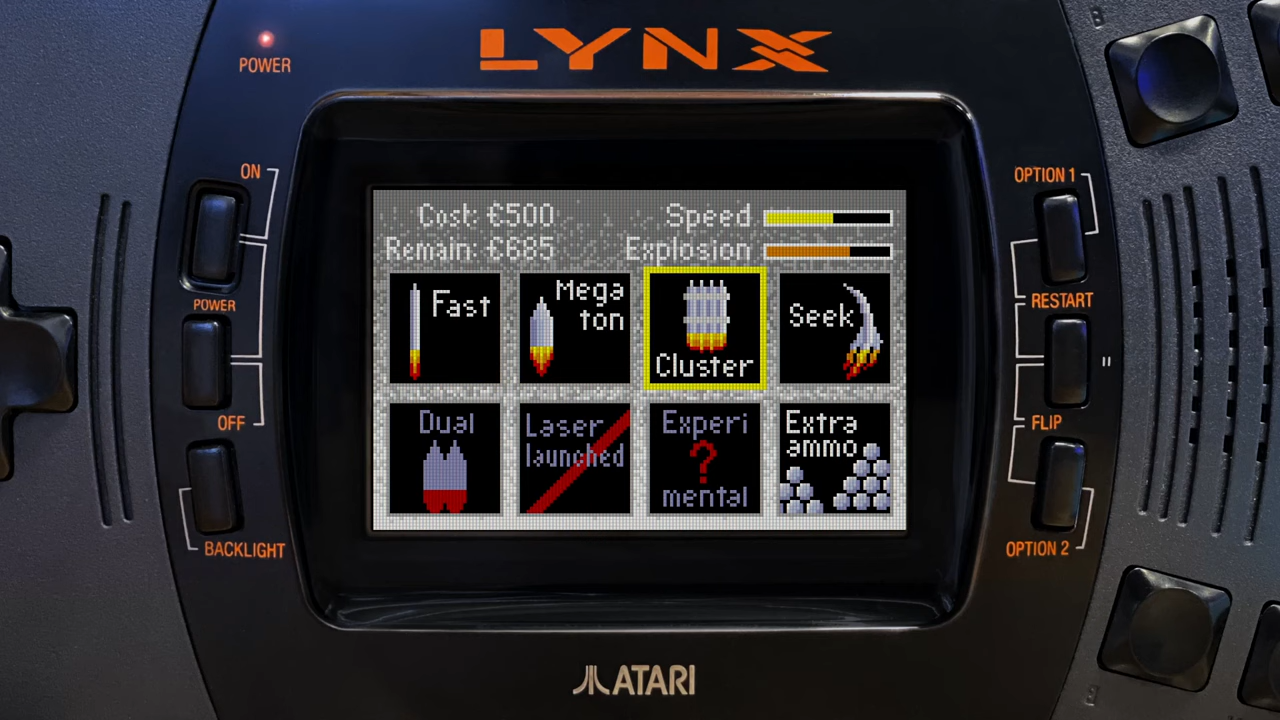 LYNX
POWER
ON
POWER
OFF
BACKLIGHT
OPTION 1
RESTART
FLIP
OPTION 2
B
Cost: €500
Remain: €685
Speed
Explosion
Fast
Mega
ton
Cluster
Seek
Dual
Laser
launched
Experi
?
mental
Extra
ammo
ATARI